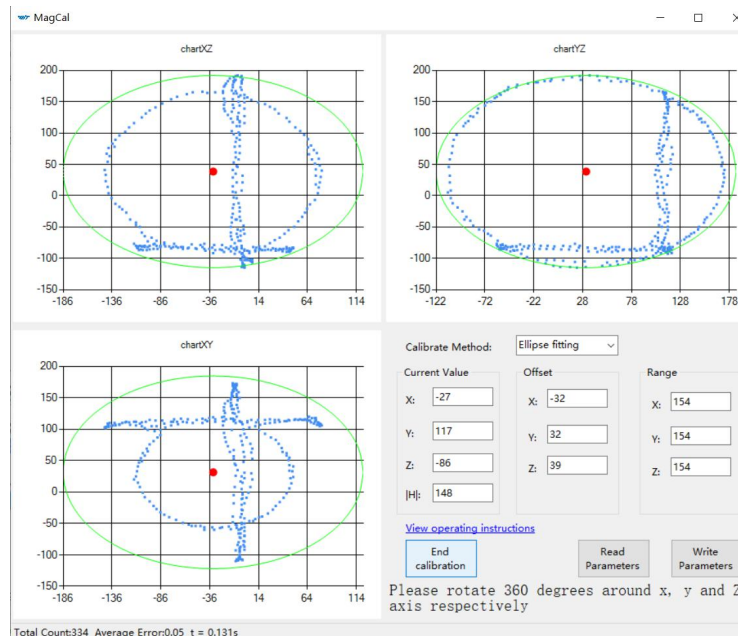 MagCal
chartXZ
200
150
100
50
0
-50
-100
-150
-186 -136 -86 -36 14 64 114
chartYZ
200
150
100
50
0
-50
-100
-150
-122 -72 -22 28 78 128 178
chartXY
200
150
100
50
0
-50
-100
-150
-186 -136 -86 -36 14 64 114
Calibrate Method: Ellipse fitting
Current Value Offset Range
X: -27 X: -32 X: 154
Y: 117 Y: 32 Y: 154
Z: -86 Z: 39 Z: 154
|H|: 148
View operating instructions
End calibration
Read Parameters
Write Parameters
Please rotate 360 degrees around x, y and Z
axis respectively
Total Count:334 Average Error:0.05 t = 0.131s